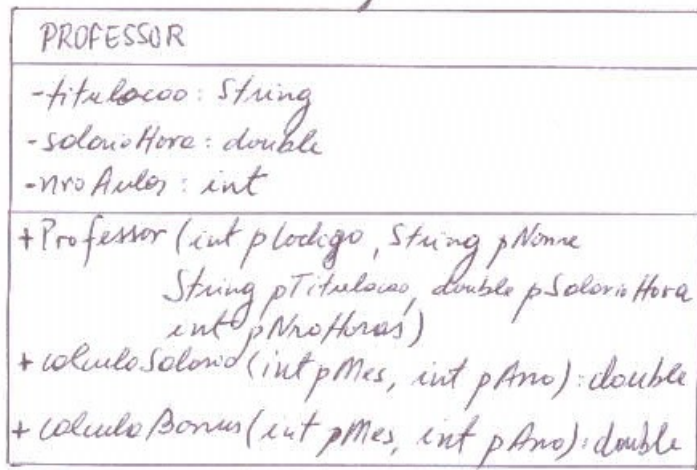 PROFESSOR
-titulacao: String
-salarioHora: double
-nroAulas: int
+Professor (int pCodigo, String pNome
String pTitulacao, double pSalarioHora
int pNroHoras)
+ calculoSalario (int pMes, int pAno): double
+ calculoBonus (int pMes, int pAno): double